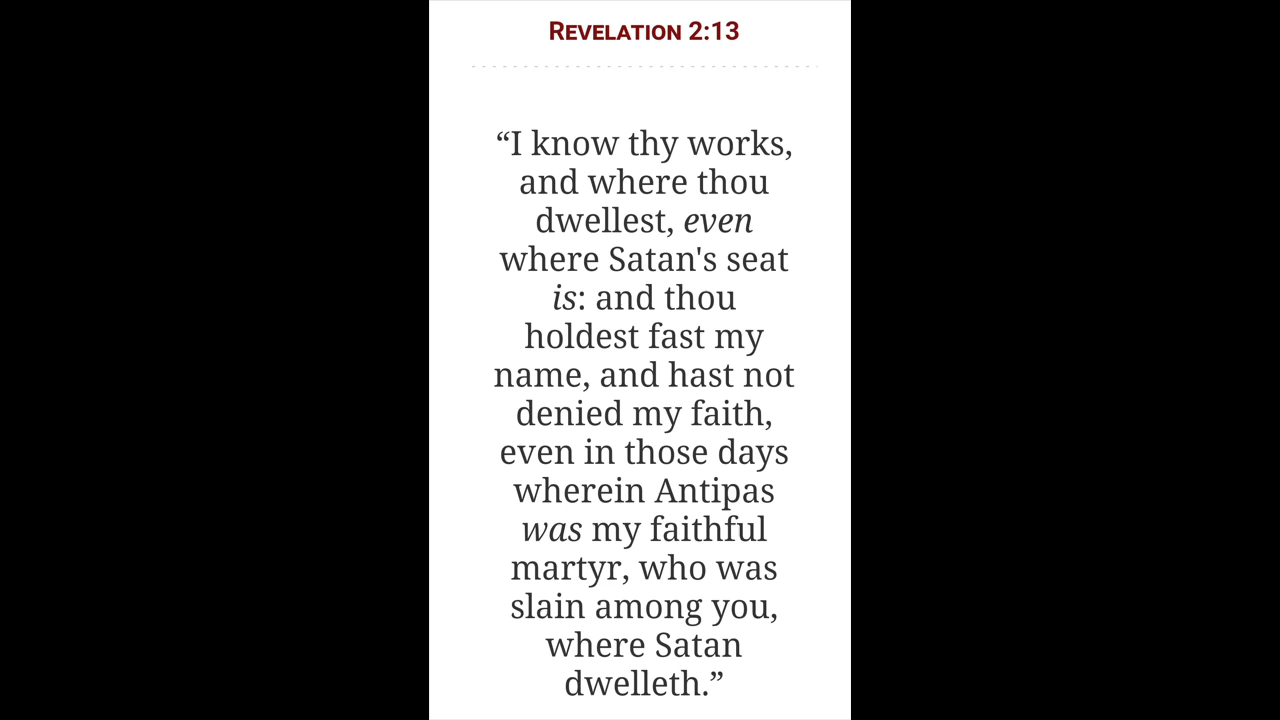 Revelation 2:13
“I know thy works,
and where thou
dwellest, even
where Satan's seat
is: and thou
holdest fast my
name, and hast not
denied my faith,
even in those days
wherein Antipas
was my faithful
martyr, who was
slain among you,
where Satan
dwelleth.”